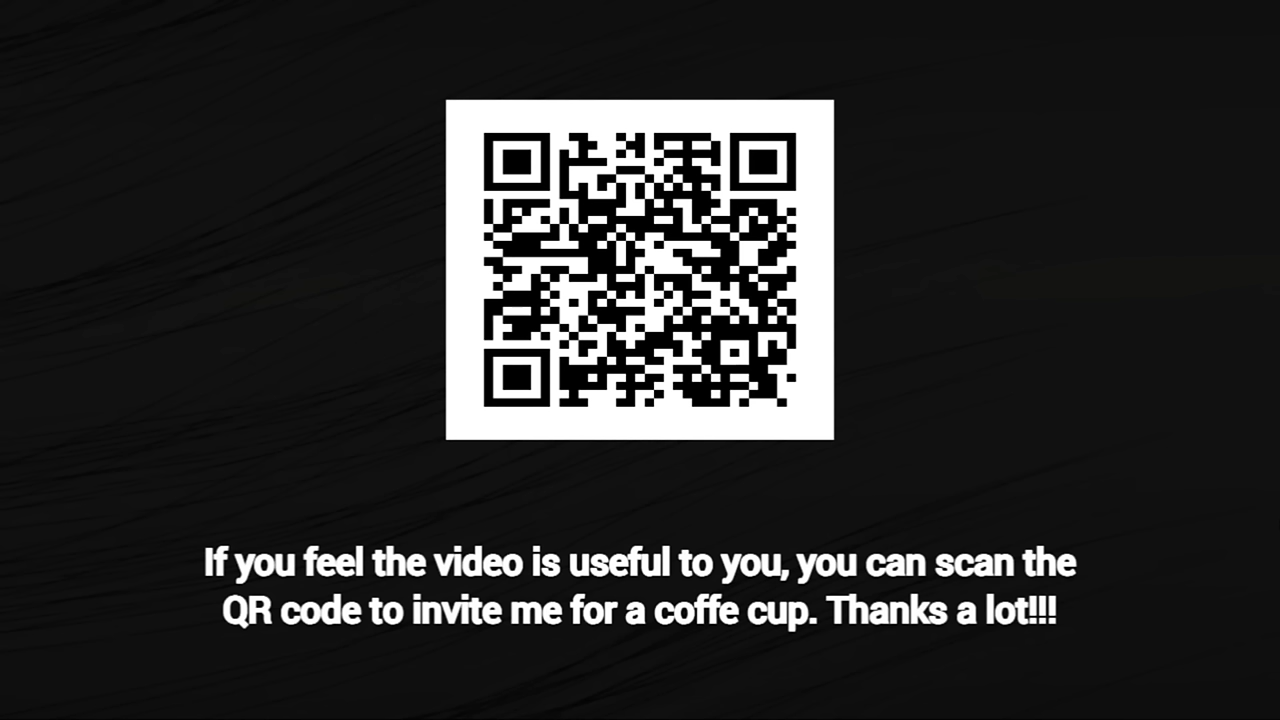 If you feel the video is useful to you, you can scan the
QR code to invite me for a coffe cup. Thanks a lot!!!